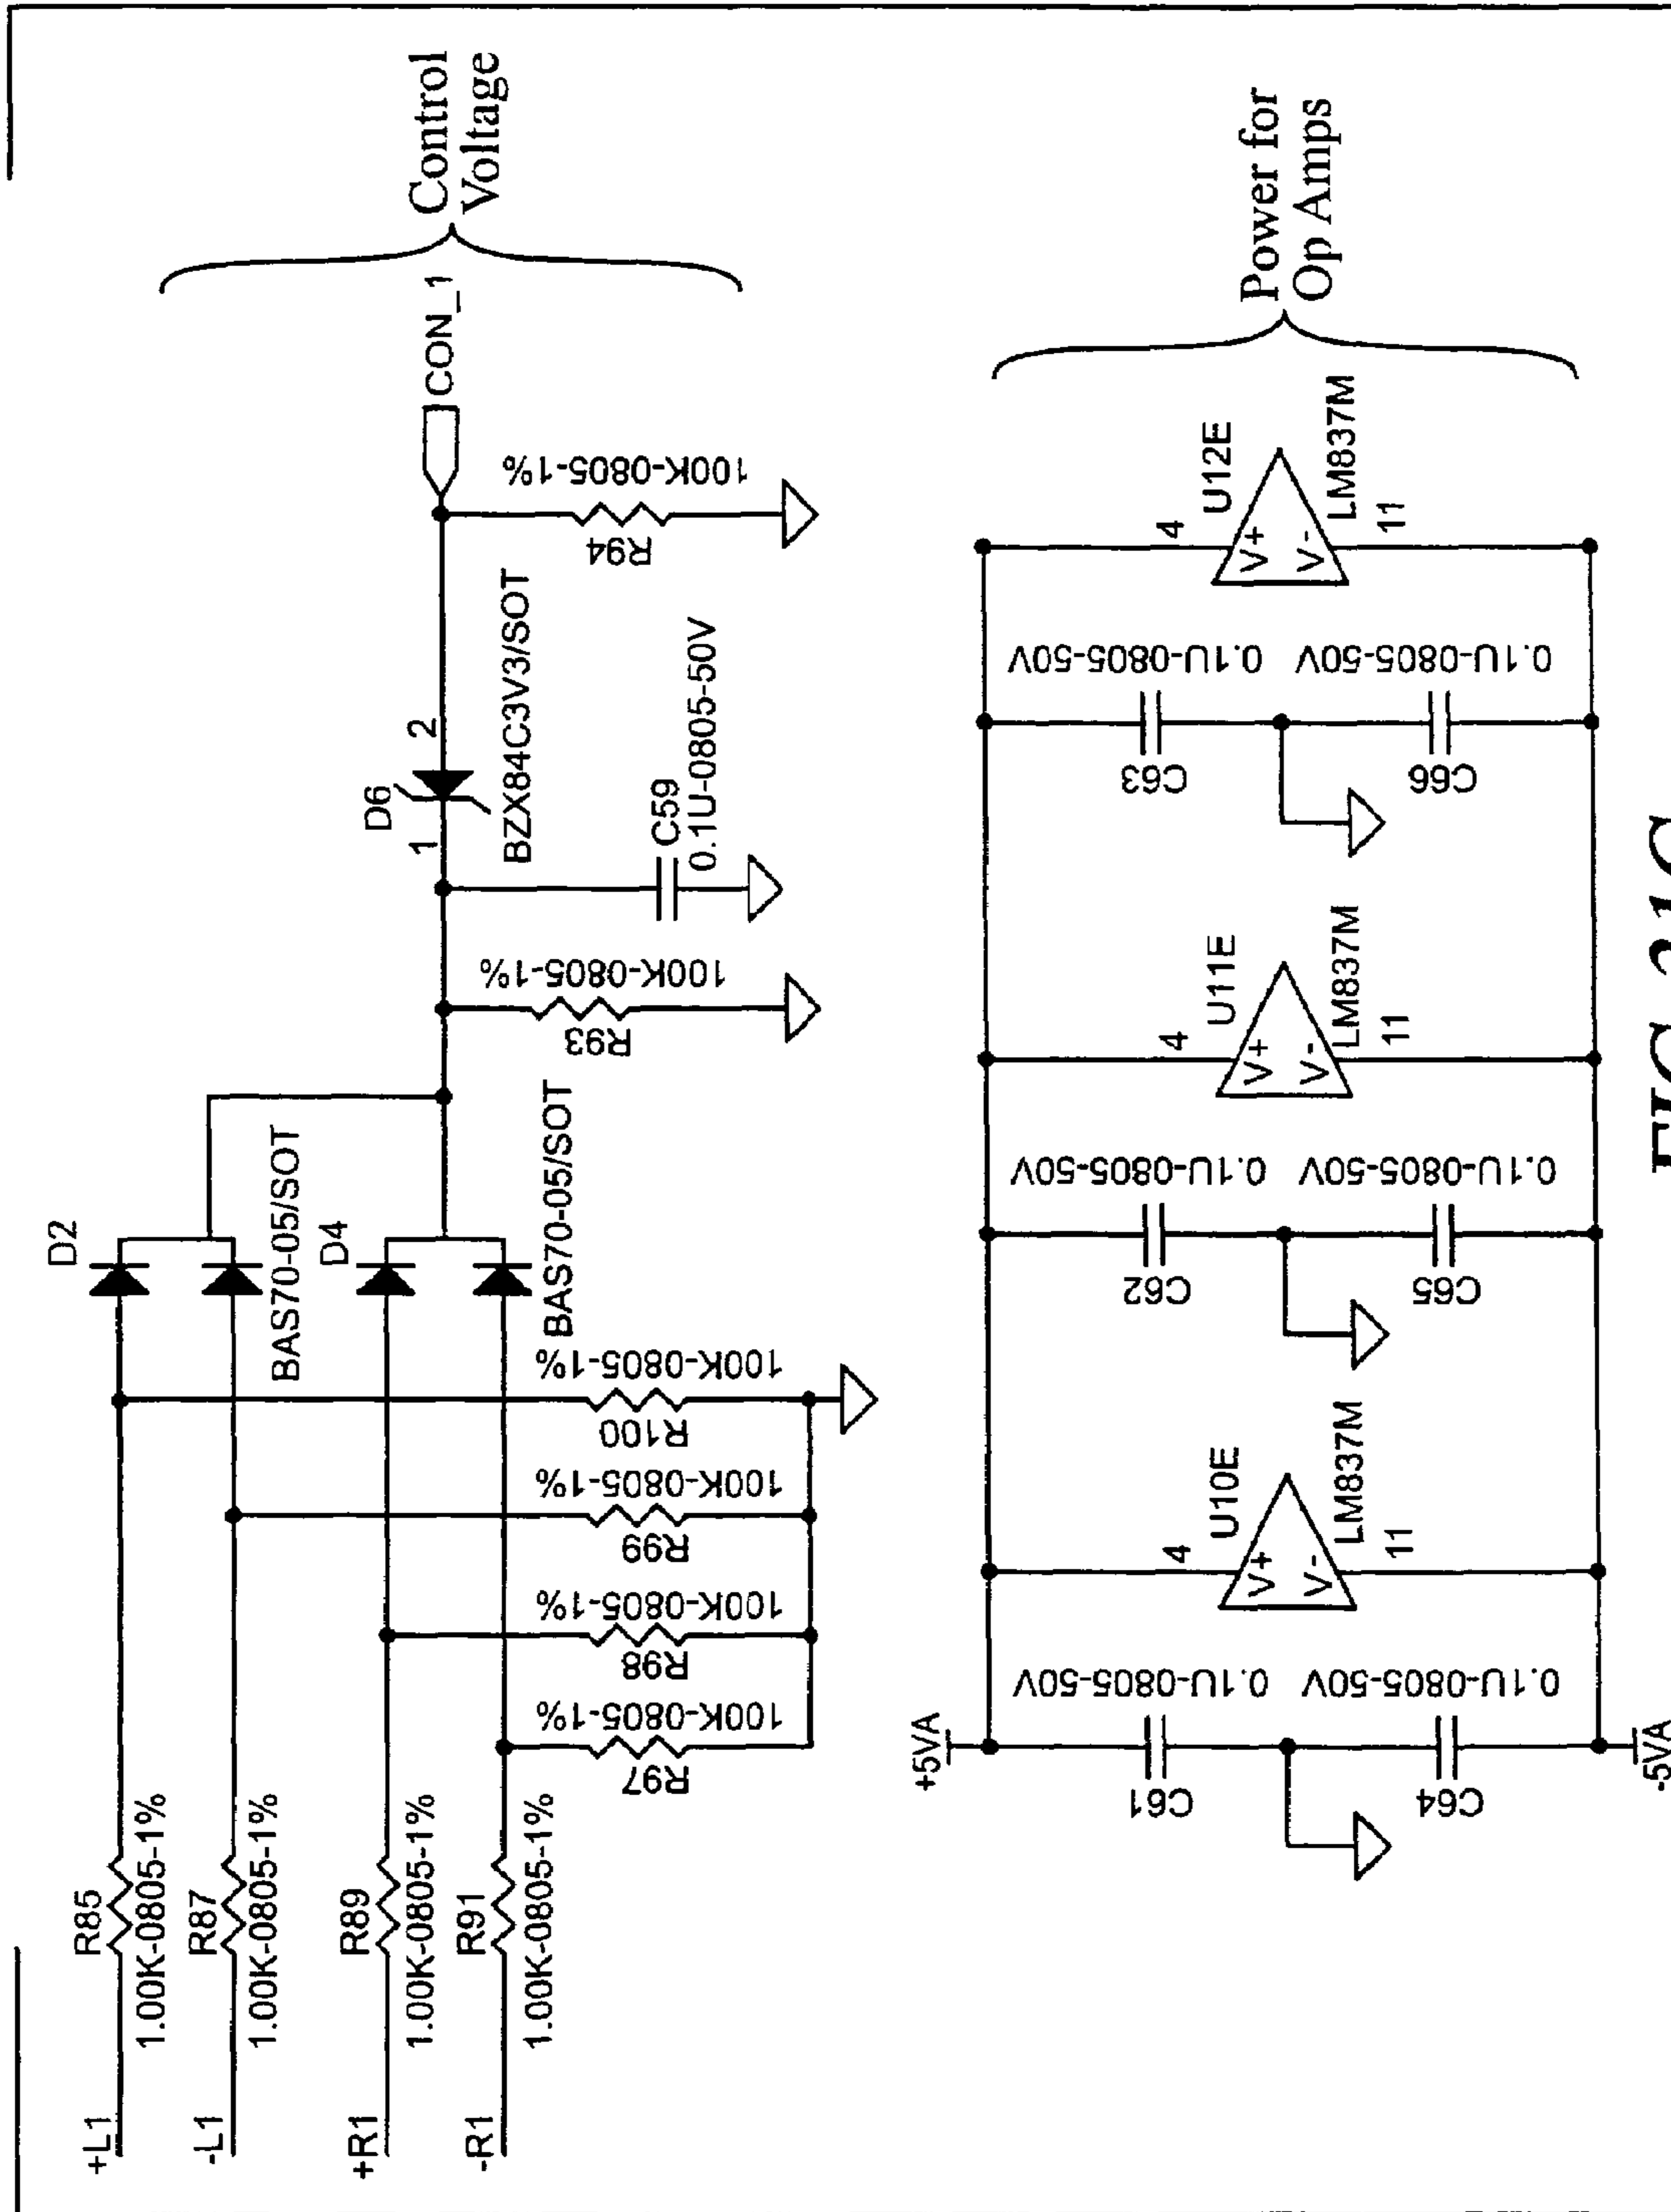 +L1
R85
1.00K-0805-1%
-L1
R87
1.00K-0805-1%
+R1
R89
1.00K-0805-1%
-R1
R91
1.00K-0805-1%
R97
100K-0805-1%
R98
100K-0805-1%
R99
100K-0805-1%
R100
100K-0805-1%
D2
BAS70-05/SOT
D4
BAS70-05/SOT
R93
100K-0805-1%
C59
0.1U-0805-50V
D6
1
2
BZX84C3V3/SOT
R94
100K-0805-1%
CON_1
Control
Voltage
+5VA
-5VA
C61
0.1U-0805-50V
C64
0.1U-0805-50V
U10E
4
V+
V-
11
LM837M
C62
0.1U-0805-50V
C65
0.1U-0805-50V
U11E
4
V+
V-
11
LM837M
C63
0.1U-0805-50V
C66
0.1U-0805-50V
U12E
4
V+
V-
11
LM837M
Power for
Op Amps